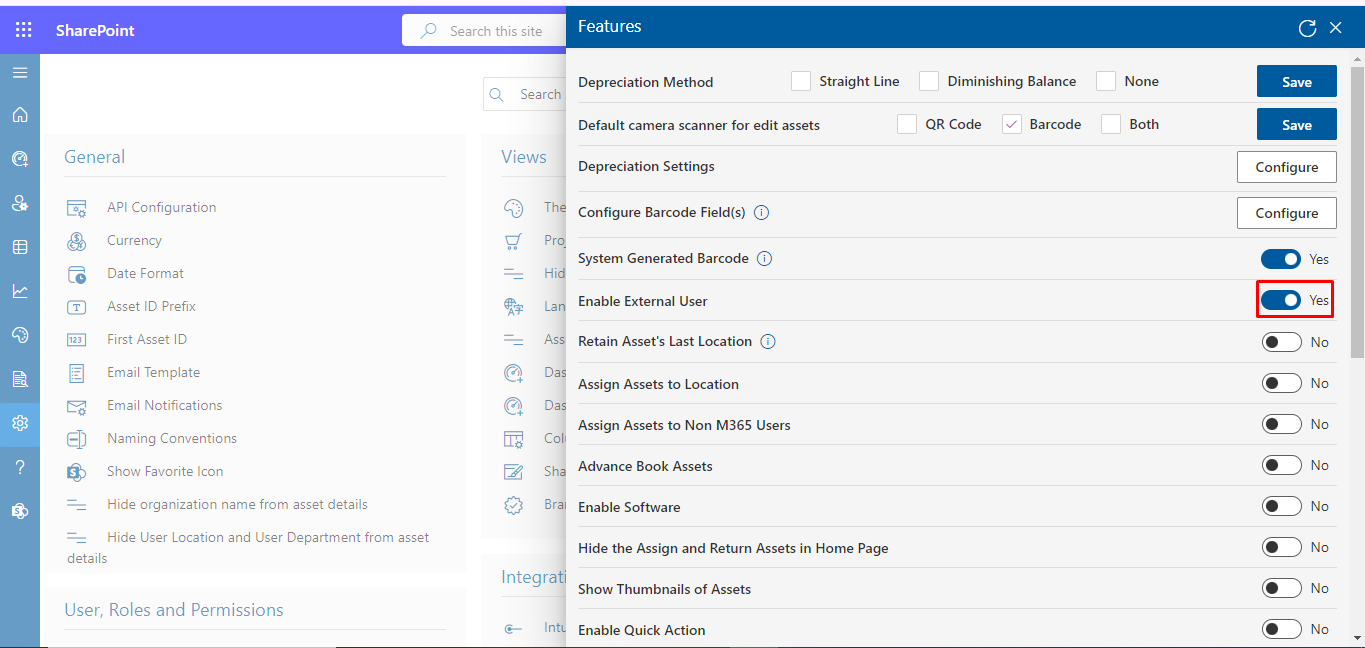 SharePoint
Search this site
Features
Search
General
API Configuration
Currency
Date Format
Asset ID Prefix
First Asset ID
Email Template
Email Notifications
Naming Conventions
Show Favorite Icon
Hide organization name from asset details
Hide User Location and User Department from asset
details
User, Roles and Permissions
Views
The
Proj
Hid
Lan
Ass
Das
Das
Colu
Sha
Bran
Integrati
Intu
Depreciation Method Straight Line Diminishing Balance None Save
Default camera scanner for edit assets QR Code Barcode Both Save
Depreciation Settings Configure
Configure Barcode Field(s) Configure
System Generated Barcode Yes
Enable External User Yes
Retain Asset's Last Location No
Assign Assets to Location No
Assign Assets to Non M365 Users No
Advance Book Assets No
Enable Software No
Hide the Assign and Return Assets in Home Page No
Show Thumbnails of Assets No
Enable Quick Action No